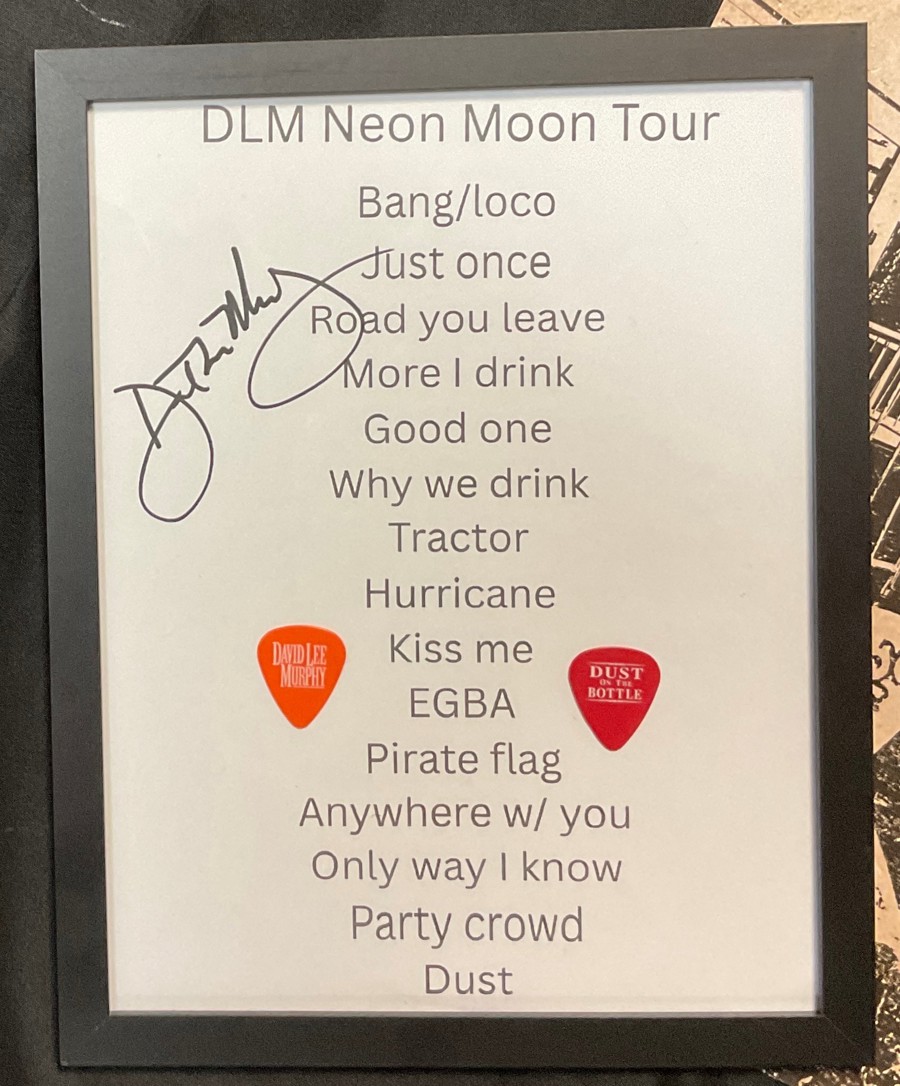 DLM Neon Moon Tour
Bang/loco
Just once
Road you leave
More I drink
Good one
Why we drink
Tractor
Hurricane
Kiss me
EGBA
Pirate flag
Anywhere w/ you
Only way I know
Party crowd
Dust
DAVID LEE
MURPHY
DUST
ON THE
BOTTLE